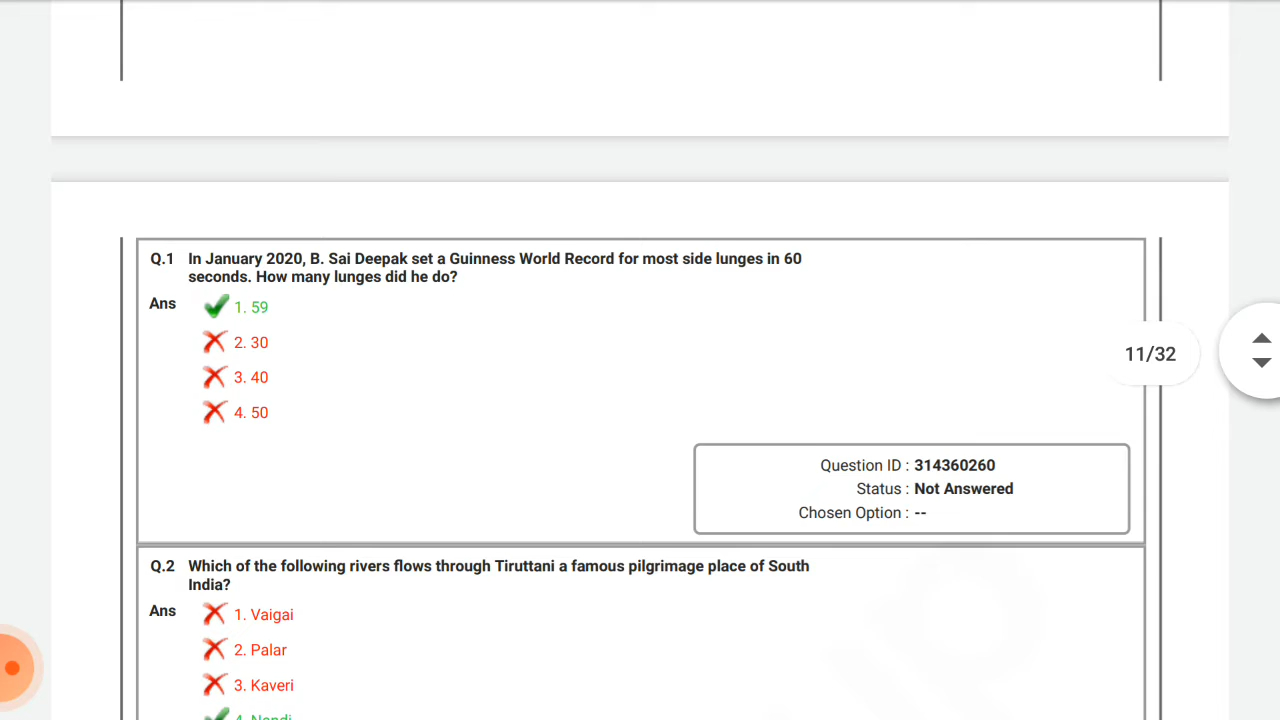 Q.1 In January 2020, B. Sai Deepak set a Guinness World Record for most side lunges in 60
seconds. How many lunges did he do?
Ans 1. 59
2. 30
3. 40
4. 50
11/32
Question ID : 314360260
Status : Not Answered
Chosen Option : --
Q.2 Which of the following rivers flows through Tiruttani a famous pilgrimage place of South
India?
Ans 1. Vaigai
2. Palar
3. Kaveri
4. Nandi